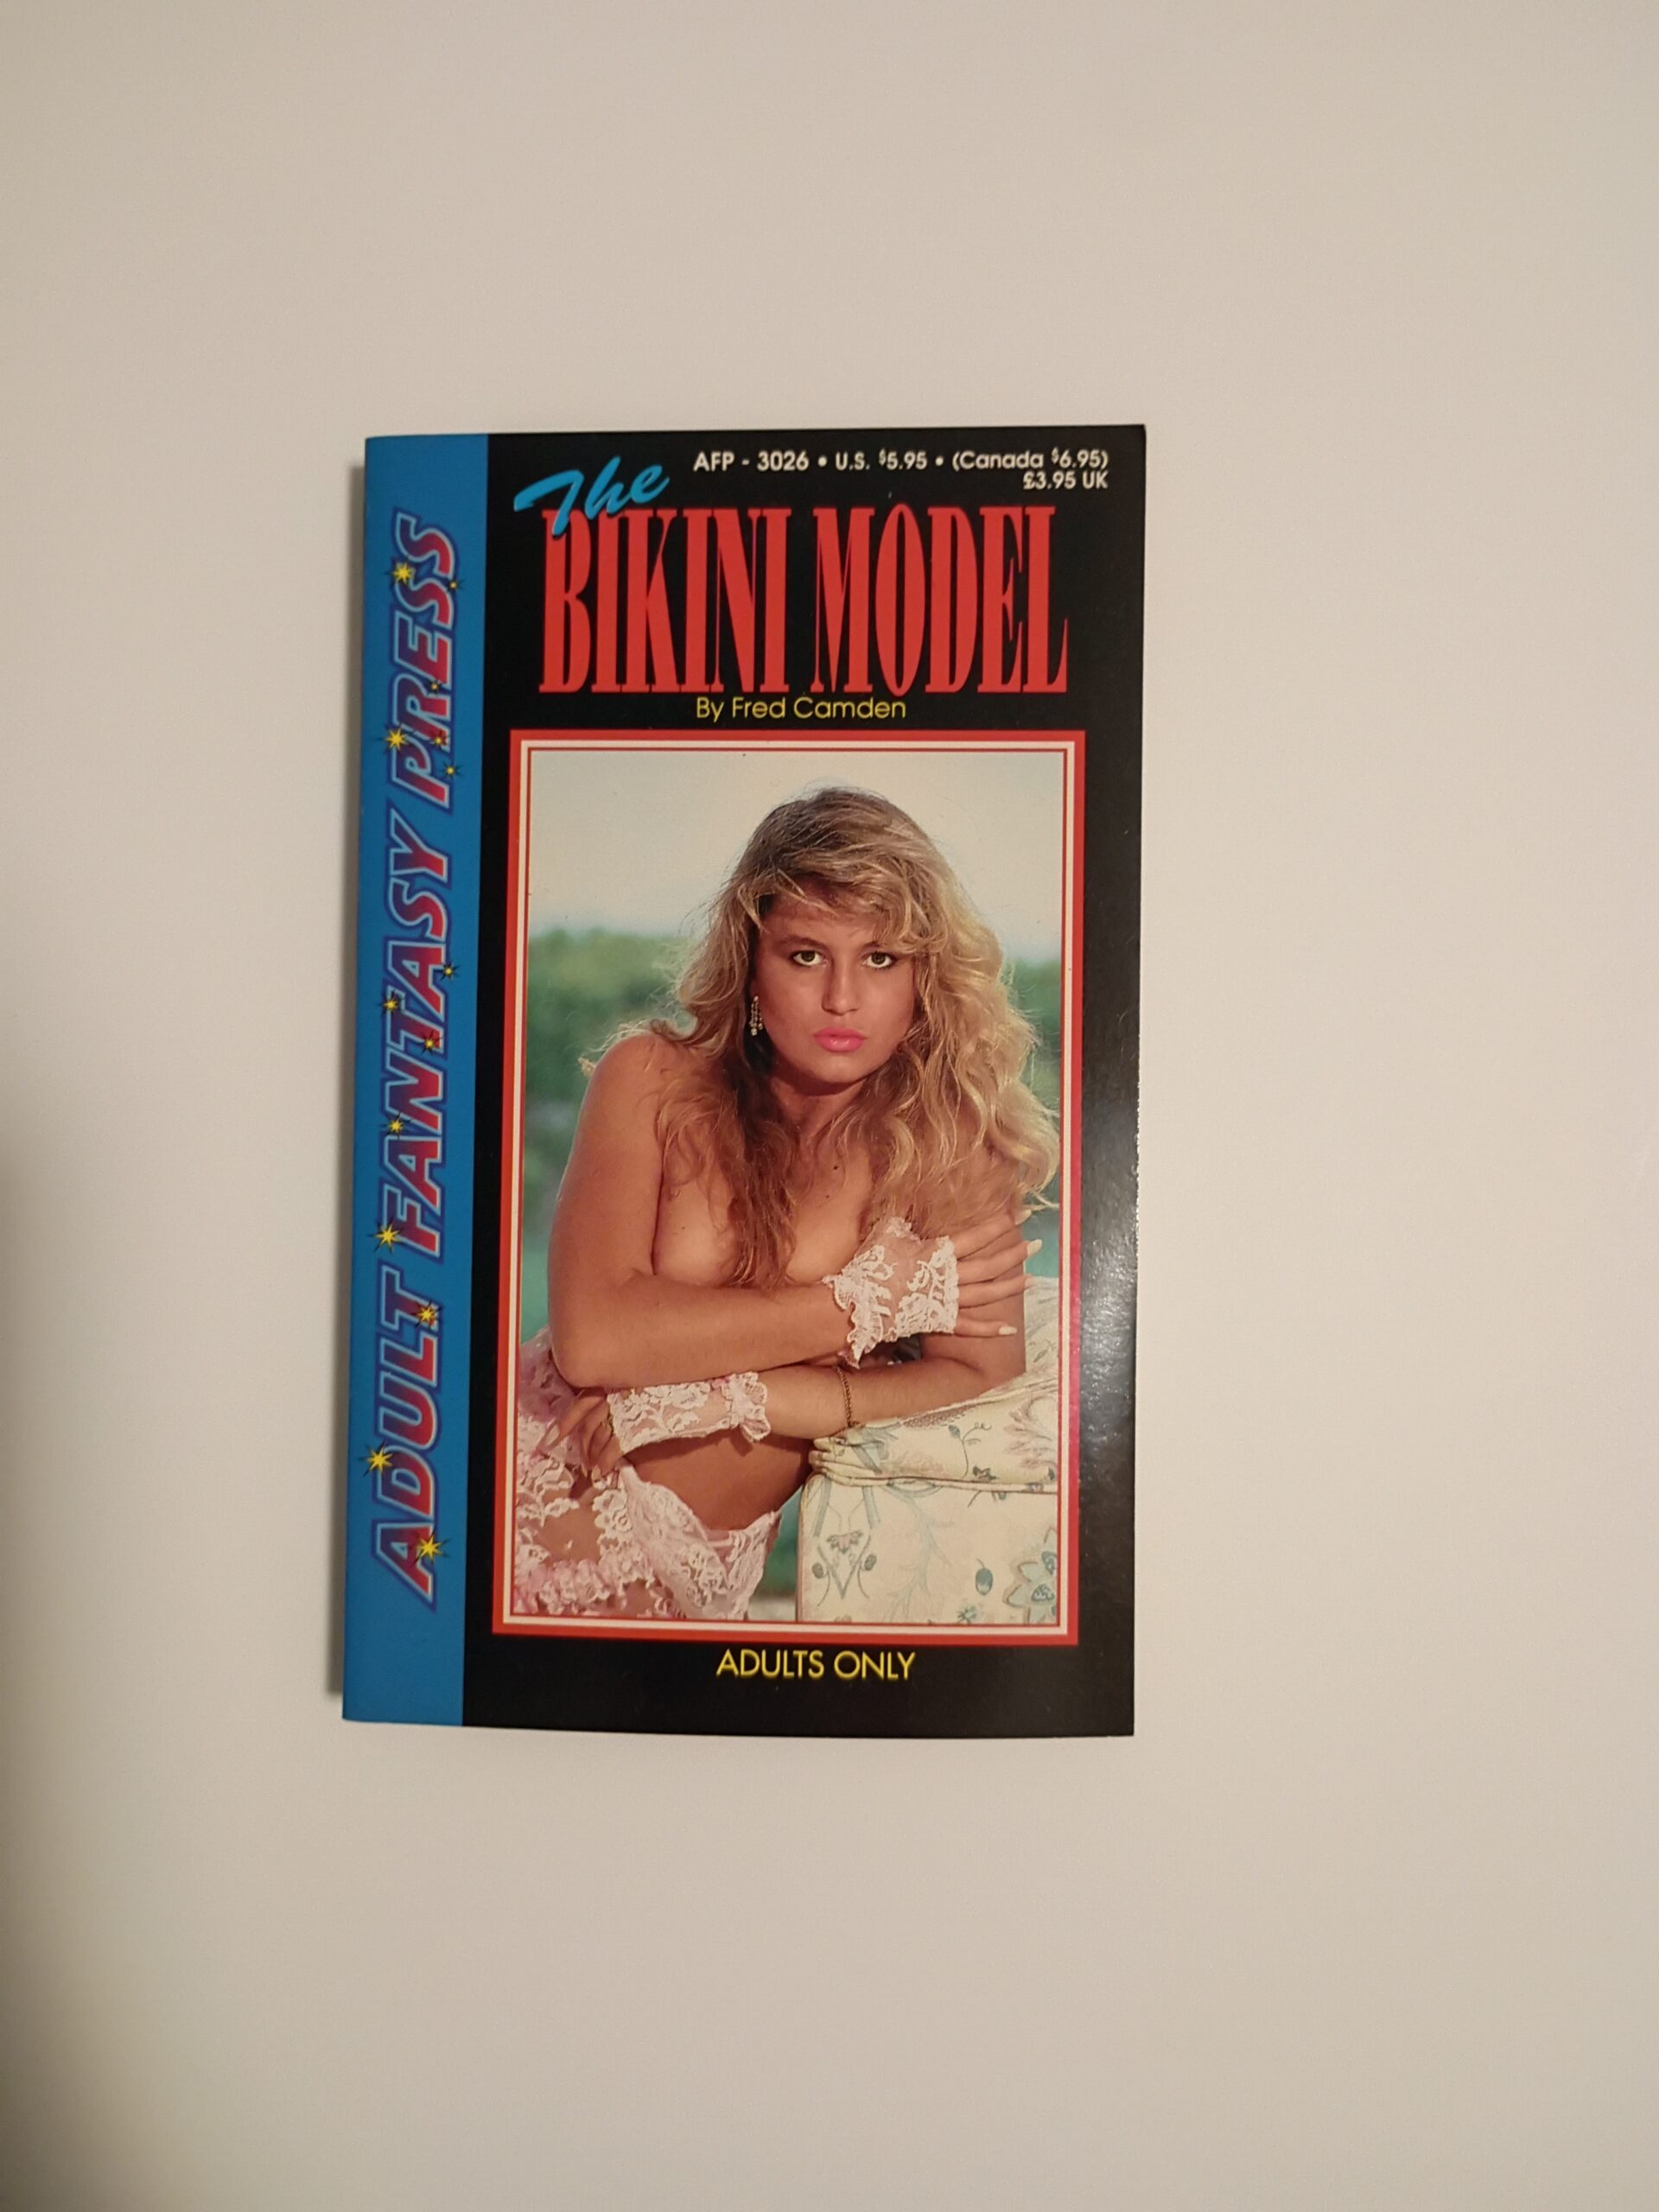 AFP - 3026 • U.S. $5.95 • (Canada $6.95)
£3.95 UK
The
BIKINI MODEL
By Fred Camden
ADULT FANTASY PRESS
ADULTS ONLY